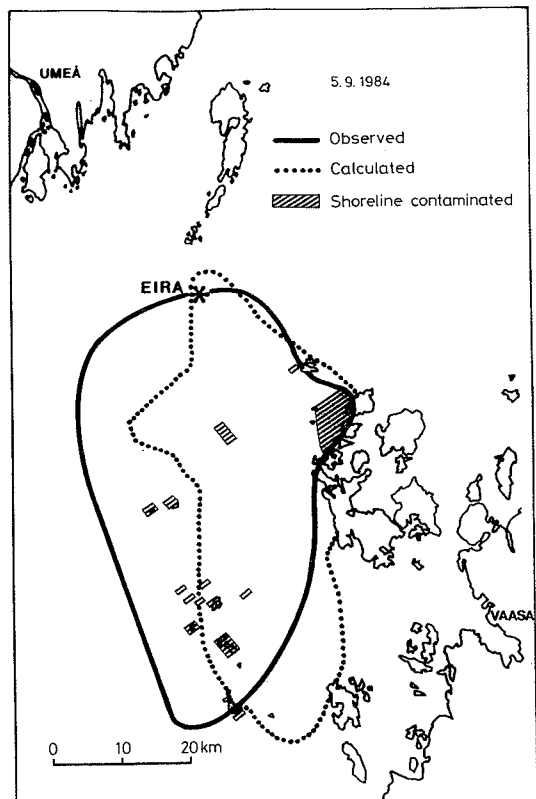 UMEÅ
5.9.1984
Observed
Calculated
Shoreline contaminated
EIRA
VAASA
0 10 20 km